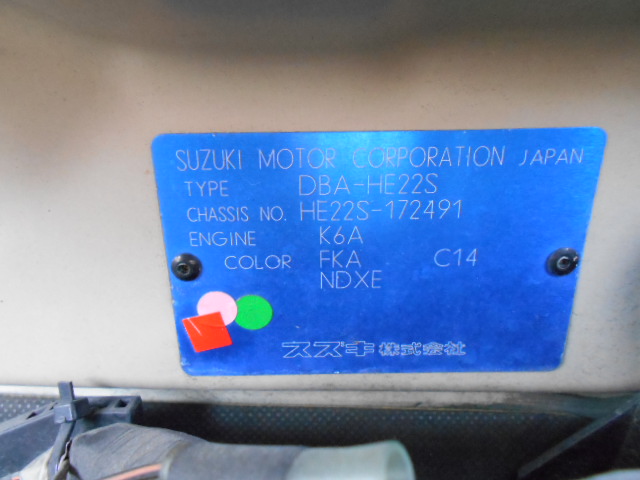 SUZUKI MOTOR CORPORATION JAPAN
TYPE DBA-HE22S
CHASSIS NO. HE22S-172491
ENGINE K6A
COLOR FKA C14
NDXE
スズキ株式会社